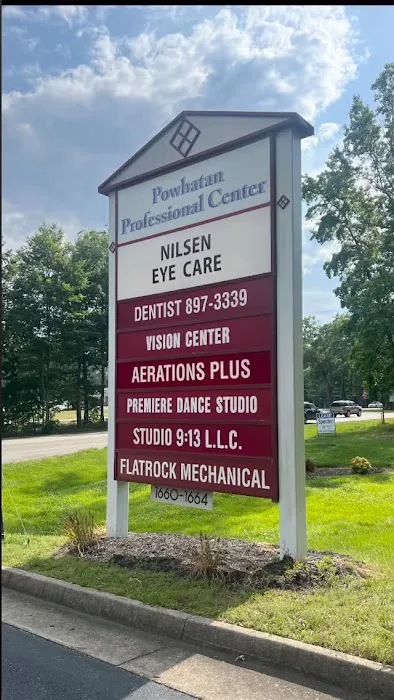 Powhatan
Professional Center
NILSEN
EYE CARE
DENTIST 897-3339
VISION CENTER
AERATIONS PLUS
PREMIERE DANCE STUDIO
STUDIO 9:13 L.L.C.
FLATROCK MECHANICAL
1660-1664